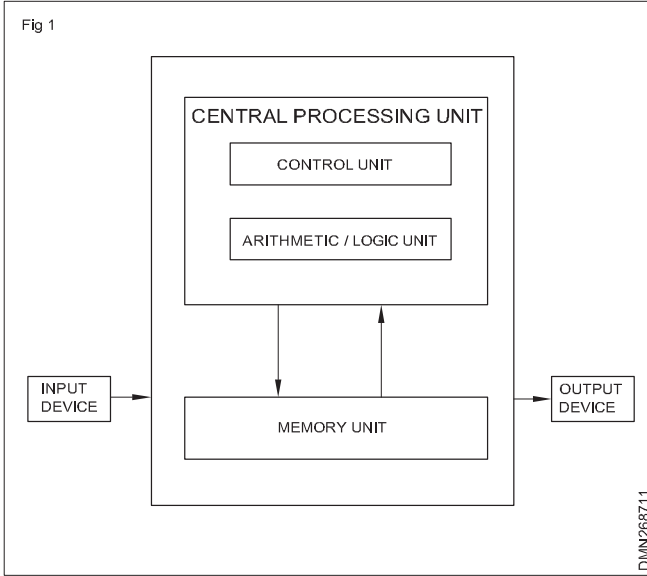 Fig 1
CENTRAL PROCESSING UNIT
CONTROL UNIT
ARITHMETIC / LOGIC UNIT
INPUT
DEVICE
MEMORY UNIT
OUTPUT
DEVICE
DMN268711